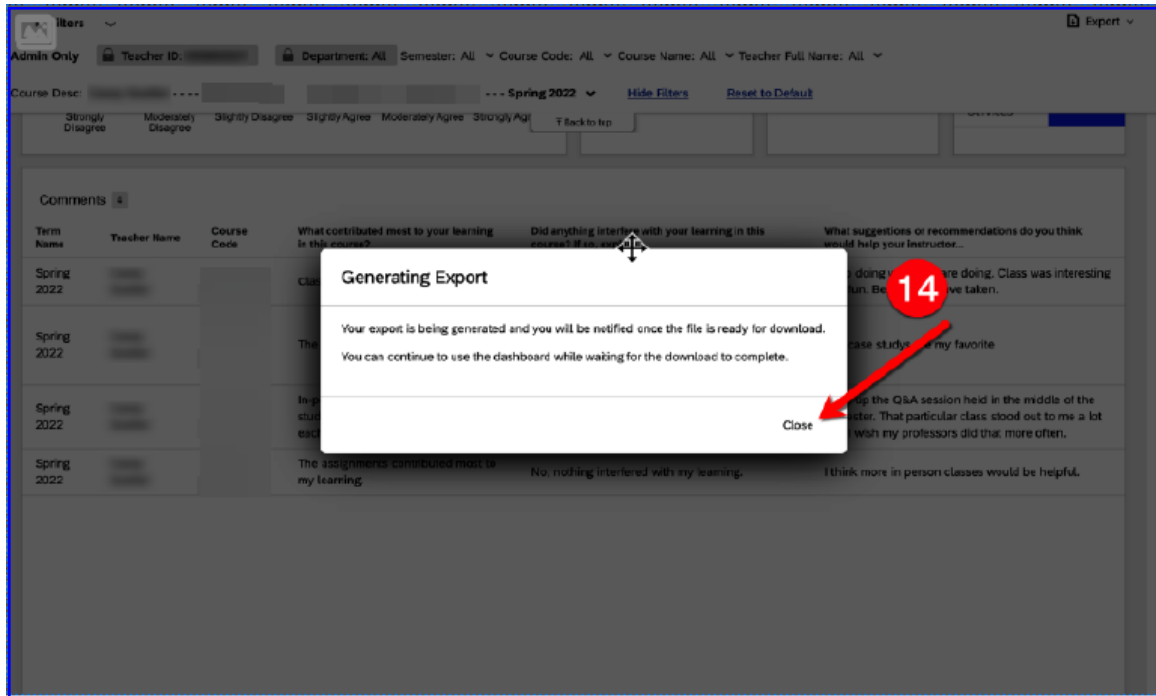 ilters
Export
Admin Only Teacher ID: Department: All Semester: All Course Code: All Course Name: All Teacher Full Name: All
Course Desc: - - - - - - - Spring 2022 Hide Filters Reset to Default
Strongly Disagree Moderately Disagree Slightly Disagree Slightly Agree Moderately Agree Strongly Agr
Back to top
Comments 4
Term Name Teacher Name Course Code What contributed most to your learning in this course? Did anything interfere with your learning in this course? If so, What suggestions or recommendations do you think would help your instructor...
Spring 2022
doing are doing. Class was interesting
fun. Be ve taken.
Generating Export
14
Your export is being generated and you will be notified once the file is ready for download.
You can continue to use the dashboard while waiting for the download to complete.
Close
Spring 2022
The
case studys my favorite
Spring 2022
In-p
stud
each
up the Q&A session held in the middle of the
ster. That particular class stood out to me a lot
wish my professors did that more often.
Spring 2022
The assignments contributed most to my learning.
No, nothing interfered with my learning.
I think more in person classes would be helpful.